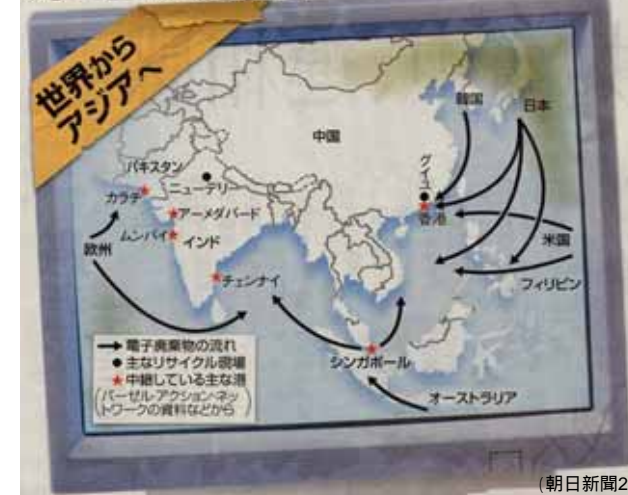 世界から
アジアへ
韓国
日本
中国
パキスタン
グイユ
ニューデリー
カラチ
アーメダバード
香港
ムンバイ
インド
米国
欧州
チェンナイ
フィリピン
電子廃棄物の流れ
主なリサイクル現場
中継している主な港
(バーゼル・アクション・ネッ
トワークの資料などから)
シンガポール
オーストラリア
(朝日新聞2